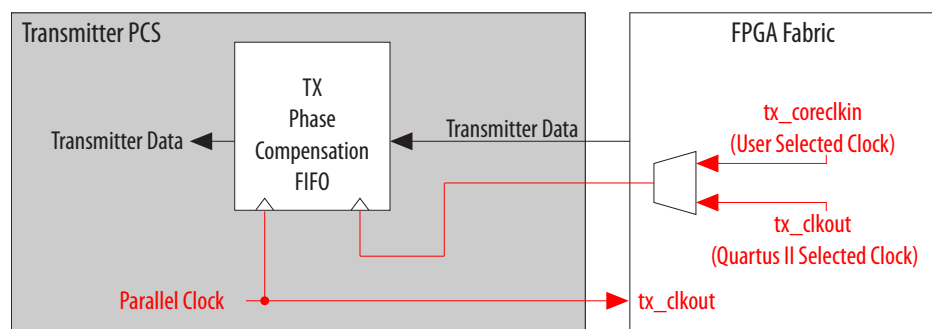 Transmitter PCS
FPGA Fabric
TX
Phase
Compensation
FIFO
Transmitter Data
Transmitter Data
tx_coreclkin
(User Selected Clock)
tx_clkout
(Quartus II Selected Clock)
Parallel Clock
tx_clkout